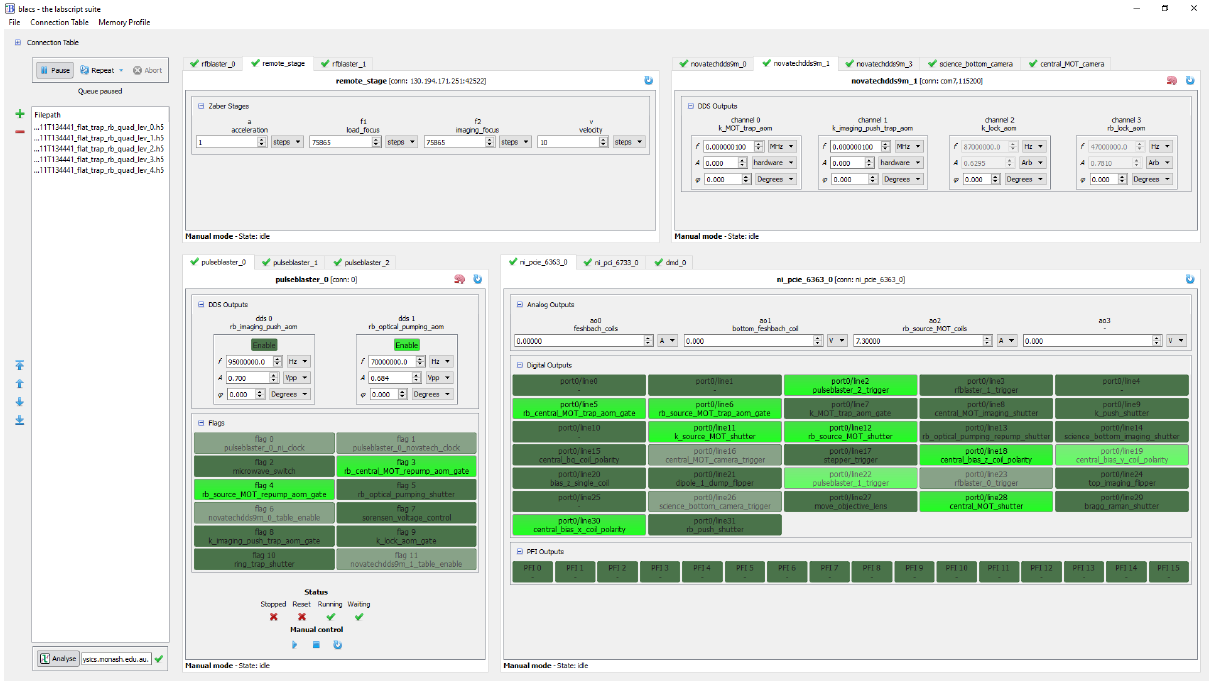 blacs - the labscript suite
File Connection Table Memory Profile
Connection Table
Pause Repeat Abort
Queue paused
Filepath
...11T134441_flat_trap_rb_quad_lev_0.h5
...11T134441_flat_trap_rb_quad_lev_1.h5
...11T134441_flat_trap_rb_quad_lev_2.h5
...11T134441_flat_trap_rb_quad_lev_3.h5
...11T134441_flat_trap_rb_quad_lev_4.h5
Analyse ysics.monash.edu.au.
rfblaster_0 remote_stage rfblaster_1
remote_stage [conn: 130.194.171.251:42522]
Zaber Stages
a f1 f2 v
acceleration load_focus imaging_focus velocity
1 steps 75865 steps 75865 steps 10 steps
Manual mode - State: idle
novatechdds9m_0 novatechdds9m_1 novatechdds9m_3 science_bottom_camera central_MOT_camera
novatechdds9m_1 [conn: com7,115200]
DDS Outputs
channel 0 channel 1 channel 2 channel 3
k_MOT_trap_aom k_imaging_push_trap_aom k_lock_aom rb_lock_aom
f 0.000000100 MHz f 0.000000100 MHz f 87000000.0 Hz f 47000000.0 Hz
A 0.000 hardware A 0.000 hardware A 0.6295 Arb A 0.7810 Arb
φ 0.000 Degrees φ 0.000 Degrees φ 0.000 Degrees φ 0.000 Degrees
Manual mode - State: idle
pulseblaster_0 pulseblaster_1 pulseblaster_2
pulseblaster_0 [conn: 0]
DDS Outputs
dds 0 dds 1
rb_imaging_push_aom rb_optical_pumping_aom
Enable Enable
f 95000000.0 Hz f 70000000.0 Hz
A 0.700 Vpp A 0.684 Vpp
φ 0.000 Degrees φ 0.000 Degrees
Flags
flag 0 flag 1
pulseblaster_0_ni_clock pulseblaster_0_novatech_clock
flag 2 flag 3
microwave_switch rb_central_MOT_repump_aom_gate
flag 4 flag 5
rb_source_MOT_repump_aom_gate rb_optical_pumping_shutter
flag 6 flag 7
novatechdds9m_0_table_enable sorensen_voltage_control
flag 8 flag 9
k_imaging_push_trap_aom_gate k_lock_aom_gate
flag 10 flag 11
ring_trap_shutter novatechdds9m_1_table_enable
Status
Stopped Reset Running Waiting
Manual control
Manual mode - State: idle
ni_pcie_6363_0 ni_pci_6733_0 dmd_0
ni_pcie_6363_0 [conn: ni_pcie_6363_0]
Analog Outputs
ao0 ao1 ao2 ao3
feshbach_coils bottom_feshbach_coil rb_source_MOT_coils -
0.00000 A 0.000 V 7.30000 A 0.000 V
Digital Outputs
port0/line0 port0/line1 port0/line2 port0/line3 port0/line4
- - pulseblaster_2_trigger rfblaster_1_trigger -
port0/line5 port0/line6 port0/line7 port0/line8 port0/line9
rb_central_MOT_trap_aom_gate rb_source_MOT_trap_aom_gate k_MOT_trap_aom_gate central_MOT_imaging_shutter k_push_shutter
port0/line10 port0/line11 port0/line12 port0/line13 port0/line14
- k_source_MOT_shutter rb_source_MOT_shutter rb_optical_pumping_repump_shutter science_bottom_imaging_shutter
port0/line15 port0/line16 port0/line17 port0/line18 port0/line19
central_bq_coil_polarity central_MOT_camera_trigger stepper_trigger central_bias_z_coil_polarity central_bias_y_coil_polarity
port0/line20 port0/line21 port0/line22 port0/line23 port0/line24
bias_z_single_coil dipole_1_dump_flipper pulseblaster_1_trigger rfblaster_0_trigger top_imaging_flipper
port0/line25 port0/line26 port0/line27 port0/line28 port0/line29
- science_bottom_camera_trigger move_objective_lens central_MOT_shutter bragg_raman_shutter
port0/line30 port0/line31
central_bias_x_coil_polarity rb_push_shutter
PFI Outputs
PFI 0 PFI 1 PFI 2 PFI 3 PFI 4 PFI 5 PFI 6 PFI 7 PFI 8 PFI 9 PFI 10 PFI 11 PFI 12 PFI 13 PFI 14 PFI 15
- - - - - - - - - - - - - - - -
Manual mode - State: idle